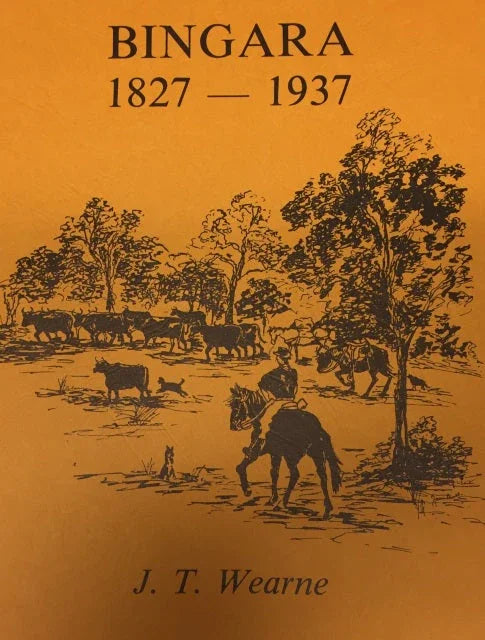 BINGARA
1827 — 1937
J. T. Wearne